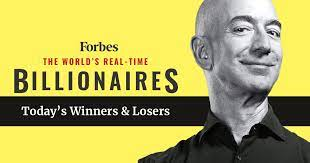 Forbes
THE WORLD'S REAL-TIME
BILLIONAIRES
Today's Winners & Losers